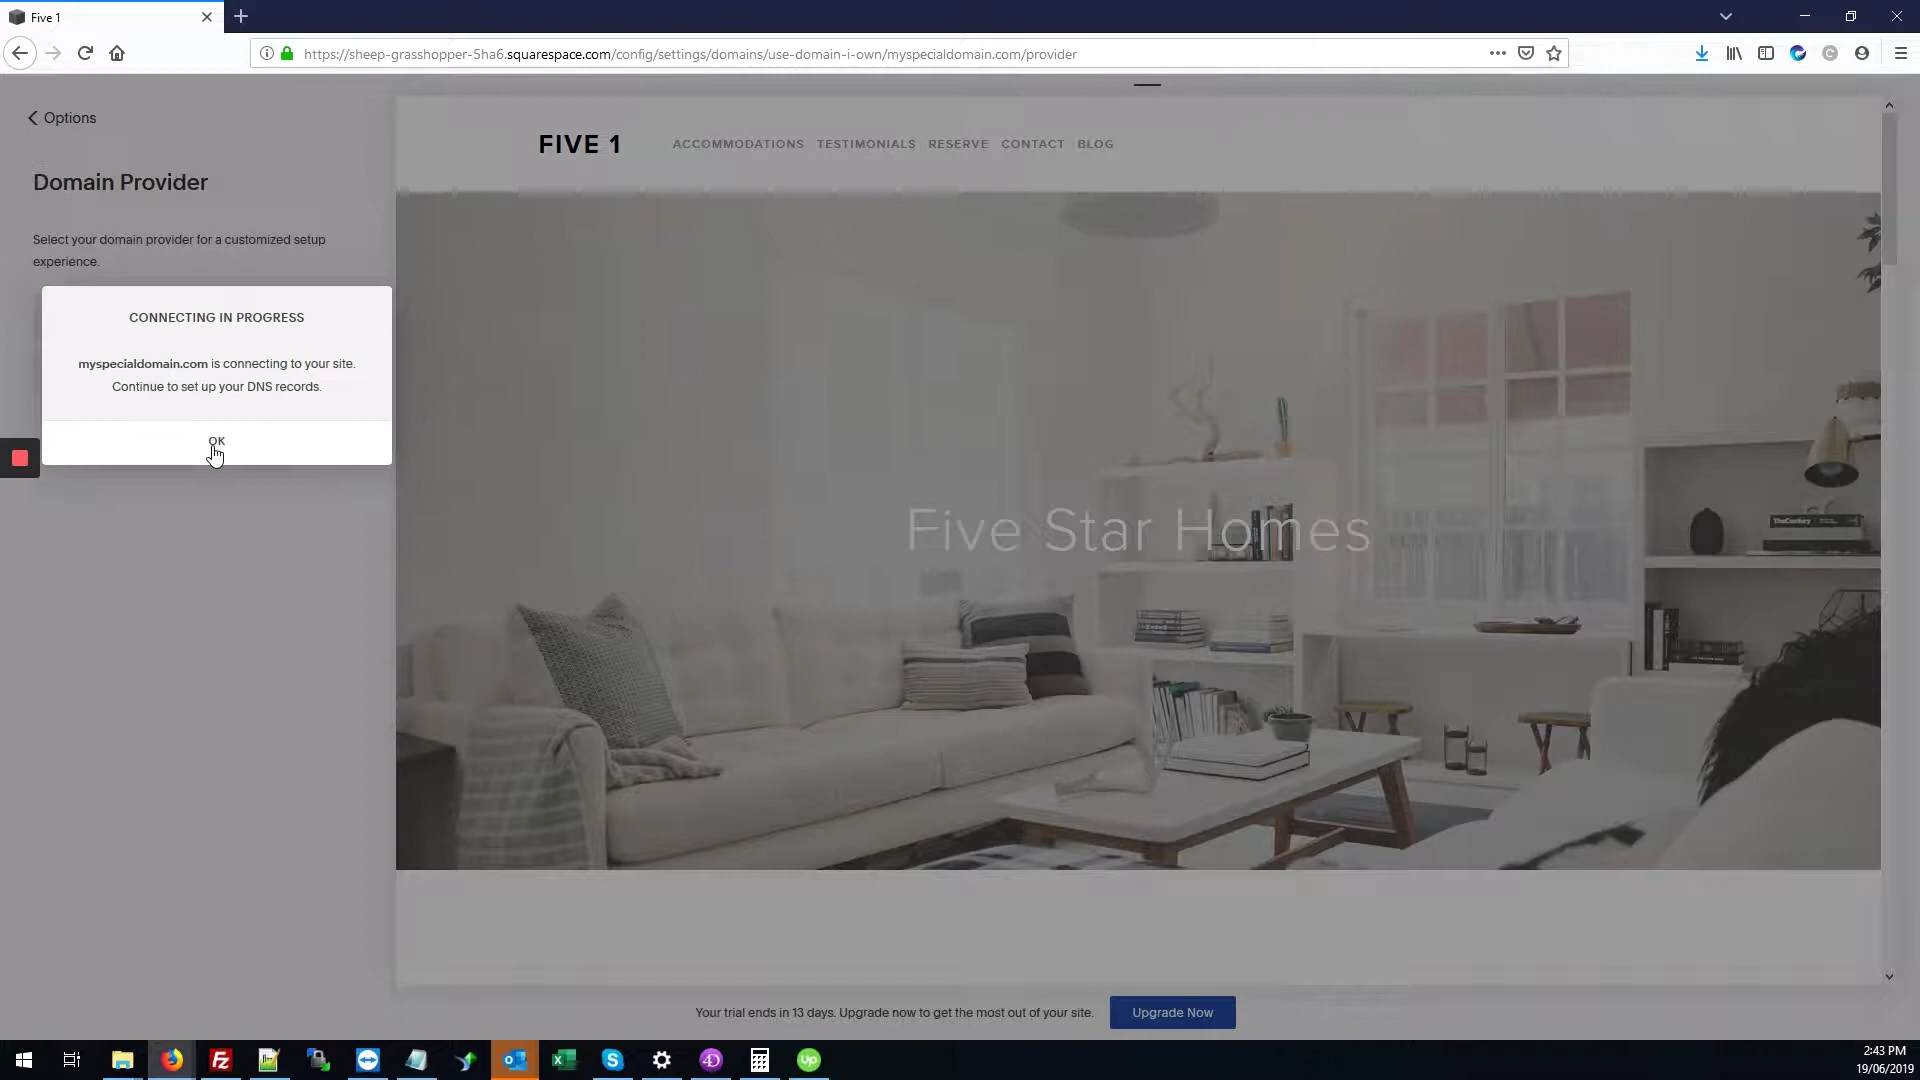 Five 1
https://sheep-grasshopper-5ha6.squarespace.com/config/settings/domains/use-domain-i-own/myspecialdomain.com/provider
Options
Domain Provider
Select your domain provider for a customized setup
experience.
CONNECTING IN PROGRESS
myspecialdomain.com is connecting to your site.
Continue to set up your DNS records.
OK
FIVE 1
ACCOMMODATIONS TESTIMONIALS RESERVE CONTACT BLOG
Five Star Homes
TheCentury
Your trial ends in 13 days. Upgrade now to get the most out of your site.
Upgrade Now
2:43 PM
19/06/2019